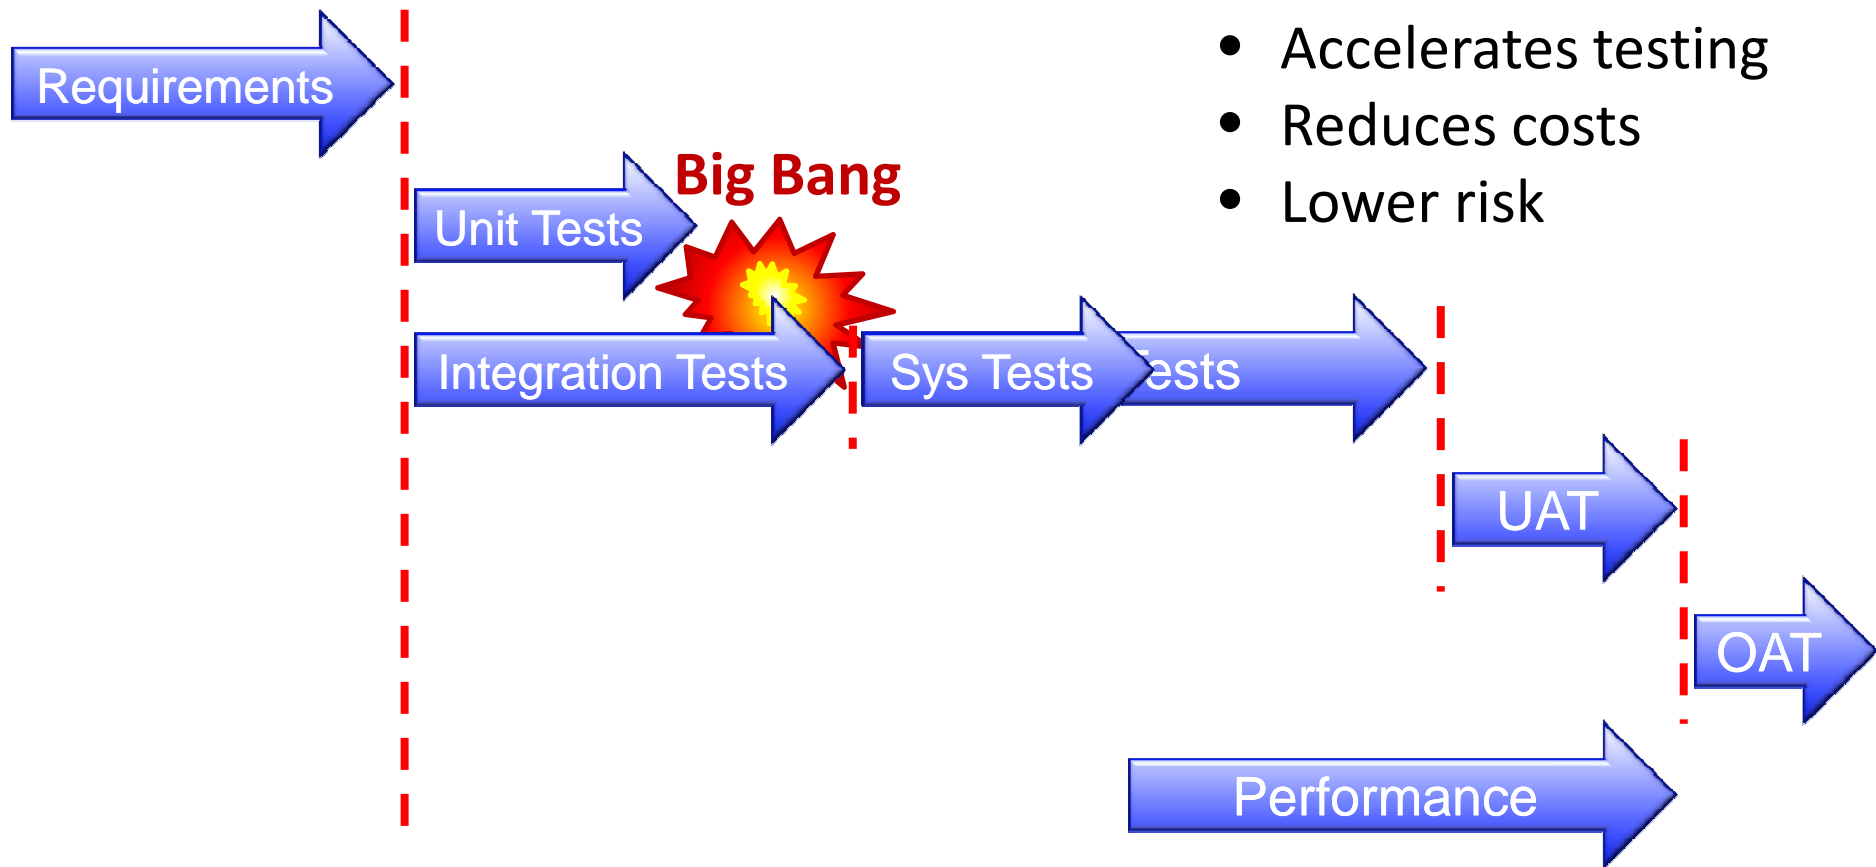 Requirements
• Accelerates testing
• Reduces costs
• Lower risk
Big Bang
Unit Tests
Integration Tests
Sys Tests
ests
UAT
OAT
Performance